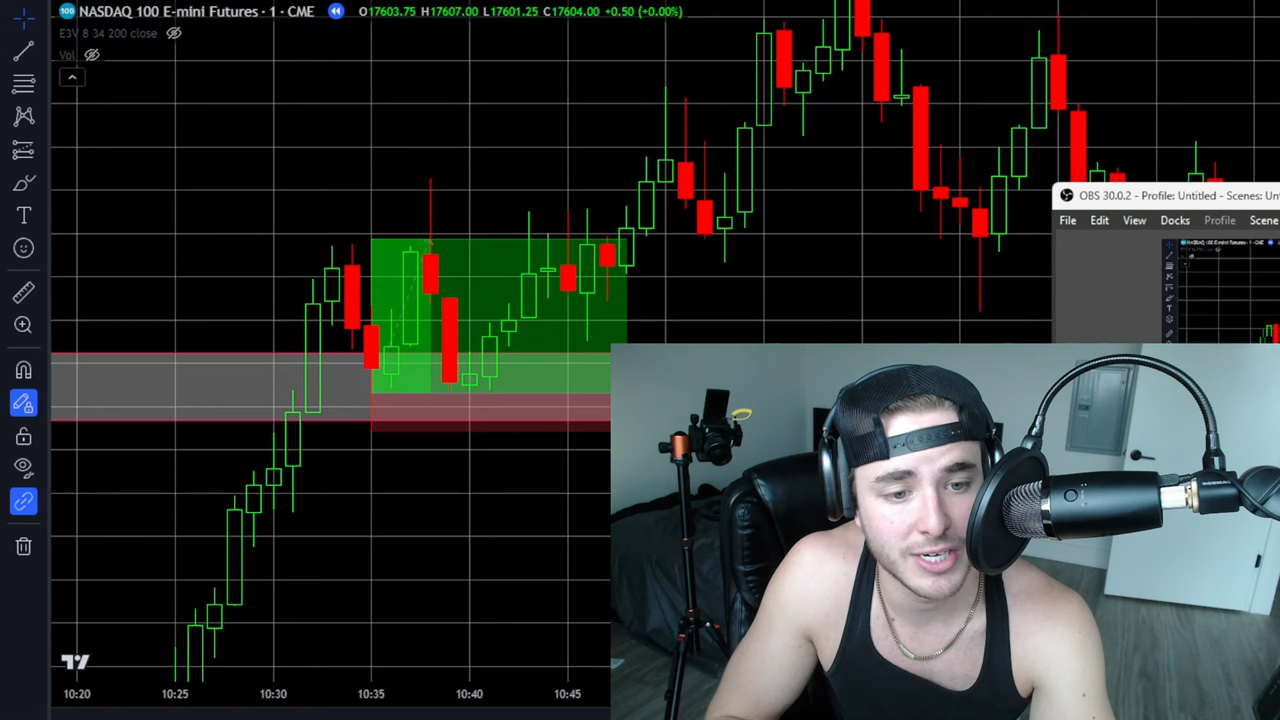 NASDAQ 100 E-mini Futures · 1 · CME O17603.75 H17607.00 L17601.25 C17604.00 +0.50 (+0.00%)
E3V 8 34 200 close
Vol
OBS 30.0.2 - Profile: Untitled - Scenes: Un
File Edit View Docks Profile Scene
10:20 10:25 10:30 10:35 10:40 10:45